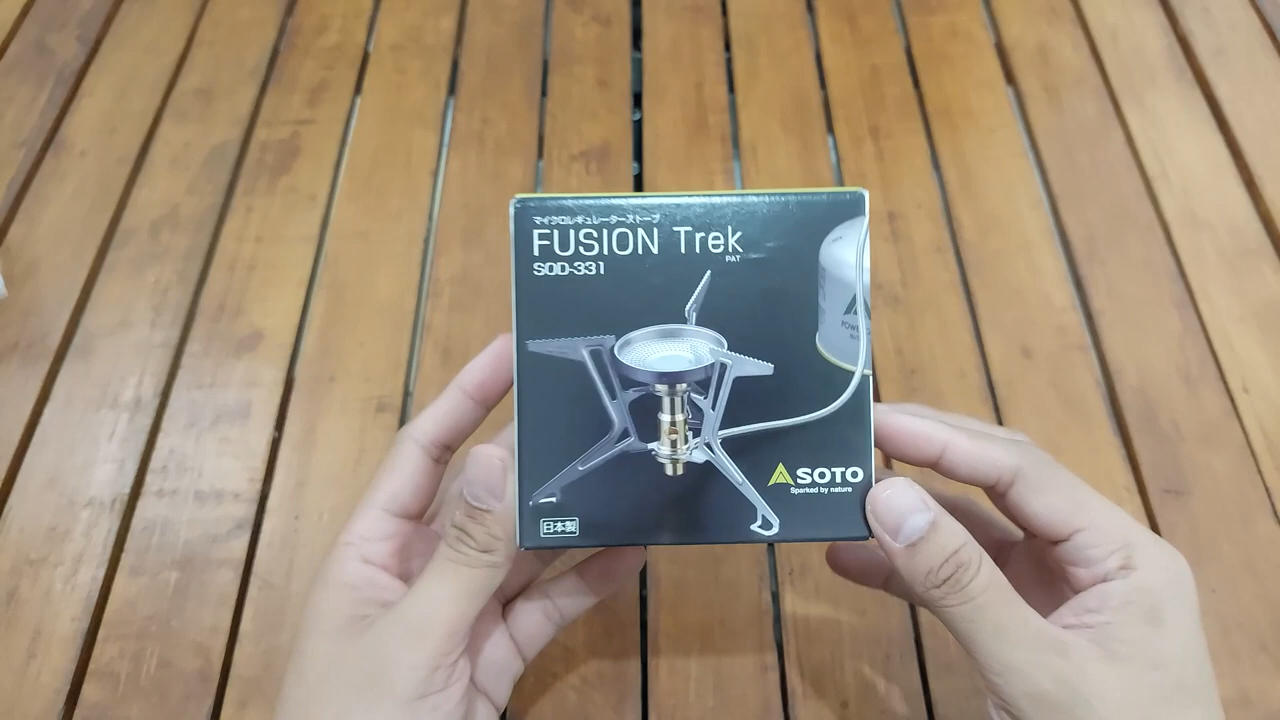 マイクロレギュレーターストーブ
FUSION Trek
PAT
SOD-331
SOTO
Sparked by nature
日本製